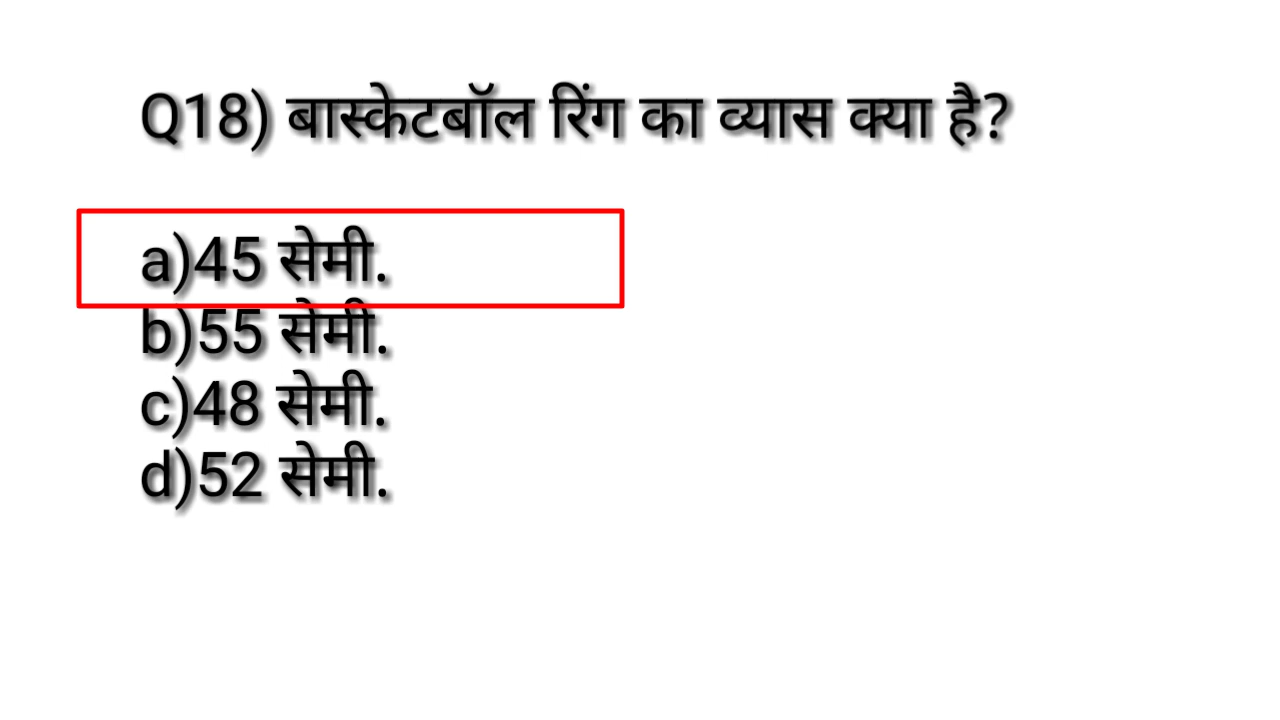 Q18) बास्केटबॉल रिंग का व्यास क्या है?
a)45 सेमी.
b)55 सेमी.
c)48 सेमी.
d)52 सेमी.